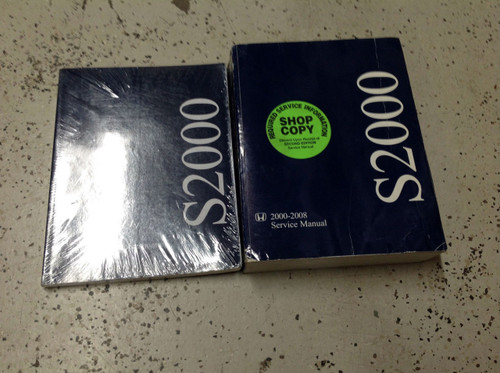 S2000
REQUIRED SERVICE INFORMATION
SHOP
COPY
S2000
2000-2008
Service Manual